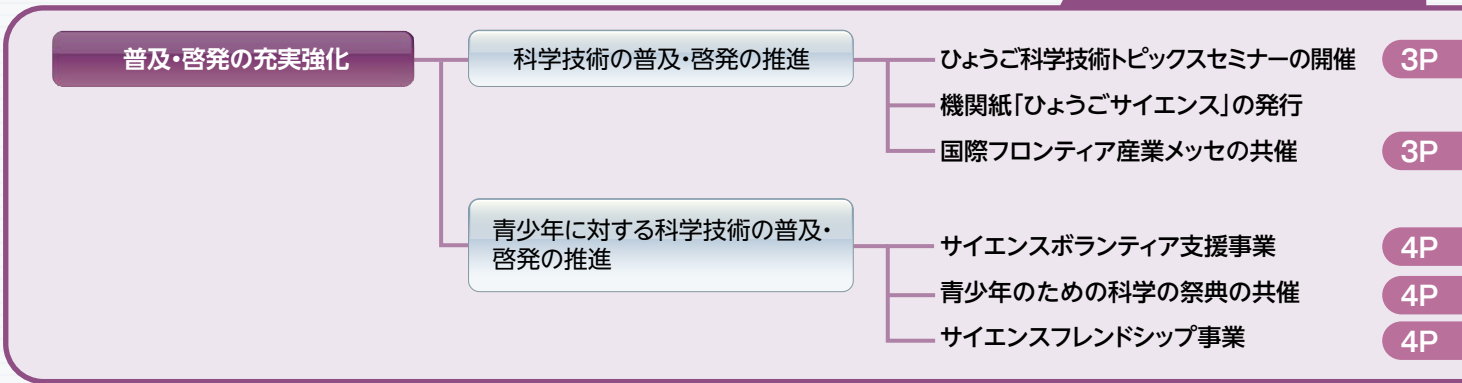 普及・啓発の充実強化
科学技術の普及・啓発の推進
ひょうご科学技術トピックスセミナーの開催 3P
機関紙「ひょうごサイエンス」の発行
国際フロンティア産業メッセの共催 3P
青少年に対する科学技術の普及・
啓発の推進
サイエンスボランティア支援事業 4P
青少年のための科学の祭典の共催 4P
サイエンスフレンドシップ事業 4P